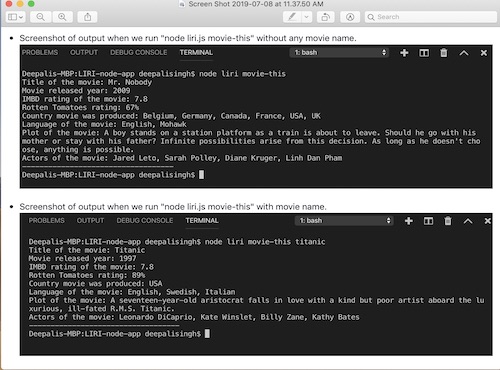 Screen Shot 2019-07-08 at 11.37.50 AM
Search
• Screenshot of output when we run "node liri.js movie-this" without any movie name.
PROBLEMS OUTPUT DEBUG CONSOLE TERMINAL 1: bash
Deepalis-MBP:LIRI-node-app deepalisingh$ node liri movie-this
Title of the movie: Mr. Nobody
Movie released year: 2009
IMBD rating of the movie: 7.8
Rotten Tomatoes rating: 67%
Country movie was produced: Belgium, Germany, Canada, France, USA, UK
Language of the movie: English, Mohawk
Plot of the movie: A boy stands on a station platform as a train is about to leave. Should he go with his
mother or stay with his father? Infinite possibilities arise from this decision. As long as he doesn't cho
ose, anything is possible.
Actors of the movie: Jared Leto, Sarah Polley, Diane Kruger, Linh Dan Pham
------------------------------------
Deepalis-MBP:LIRI-node-app deepalisingh$
• Screenshot of output when we run "node liri.js movie-this" with movie name.
PROBLEMS OUTPUT DEBUG CONSOLE TERMINAL 1: bash
Deepalis-MBP:LIRI-node-app deepalisingh$ node liri movie-this titanic
Title of the movie: Titanic
Movie released year: 1997
IMBD rating of the movie: 7.8
Rotten Tomatoes rating: 89%
Country movie was produced: USA
Language of the movie: English, Swedish, Italian
Plot of the movie: A seventeen-year-old aristocrat falls in love with a kind but poor artist aboard the lu
xurious, ill-fated R.M.S. Titanic.
Actors of the movie: Leonardo DiCaprio, Kate Winslet, Billy Zane, Kathy Bates
------------------------------------
Deepalis-MBP:LIRI-node-app deepalisingh$